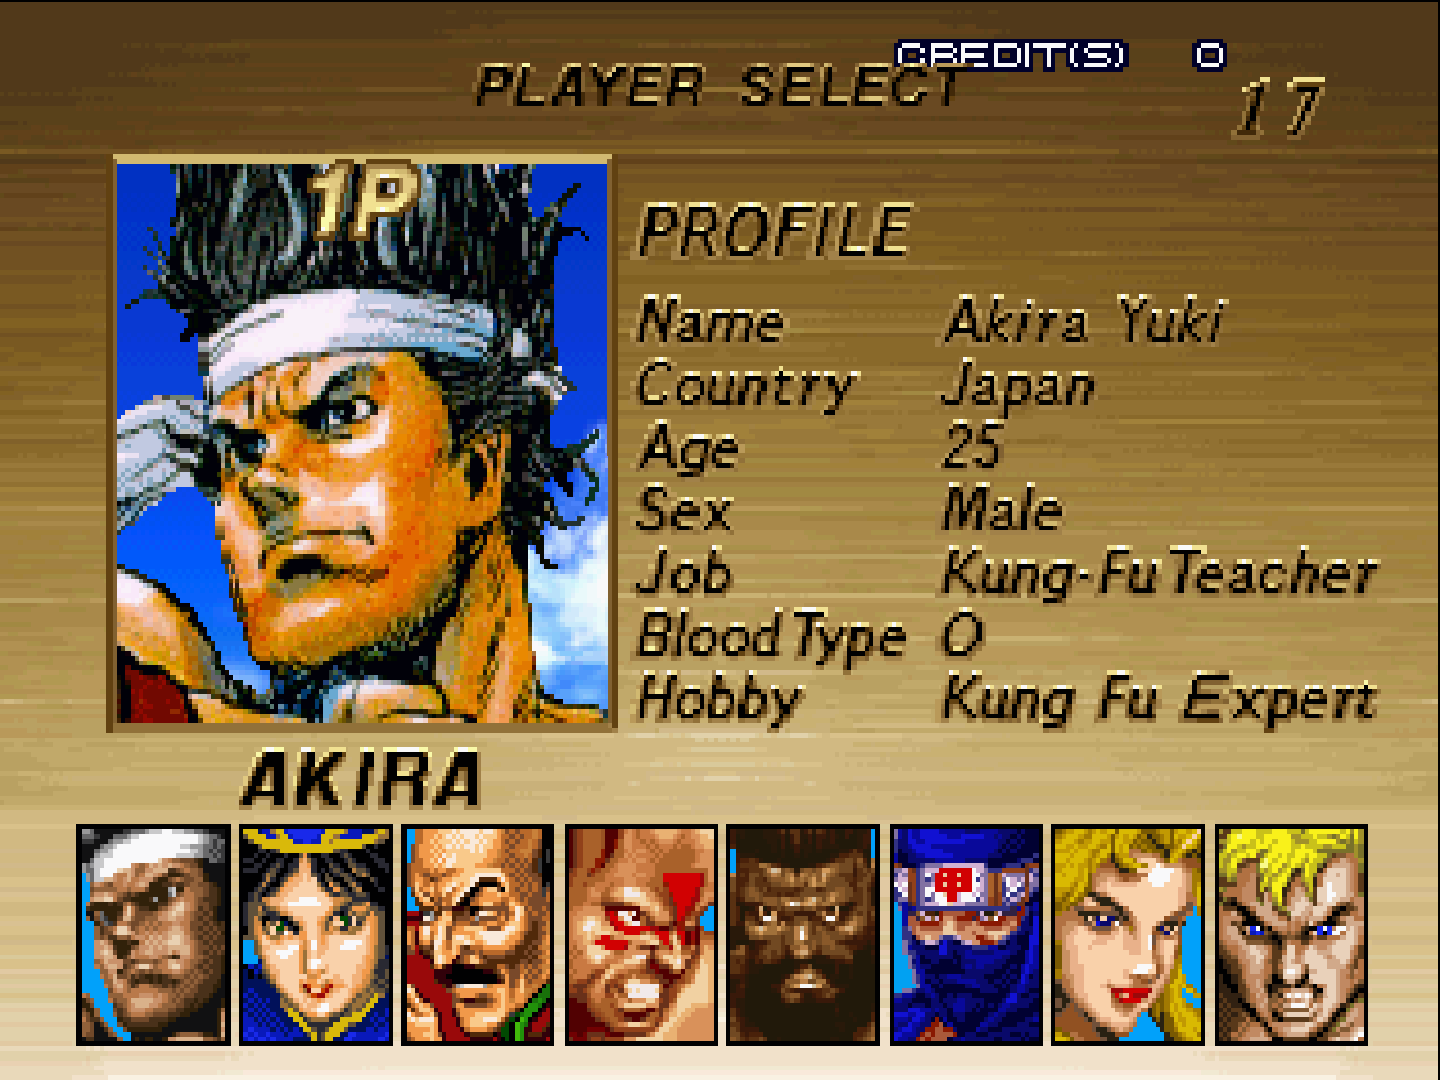 CREDIT(S) 0
PLAYER SELECT
17
1P
PROFILE
Name Akira Yuki
Country Japan
Age 25
Sex Male
Job Kung-Fu Teacher
Blood Type O
Hobby Kung Fu Expert
AKIRA
甲